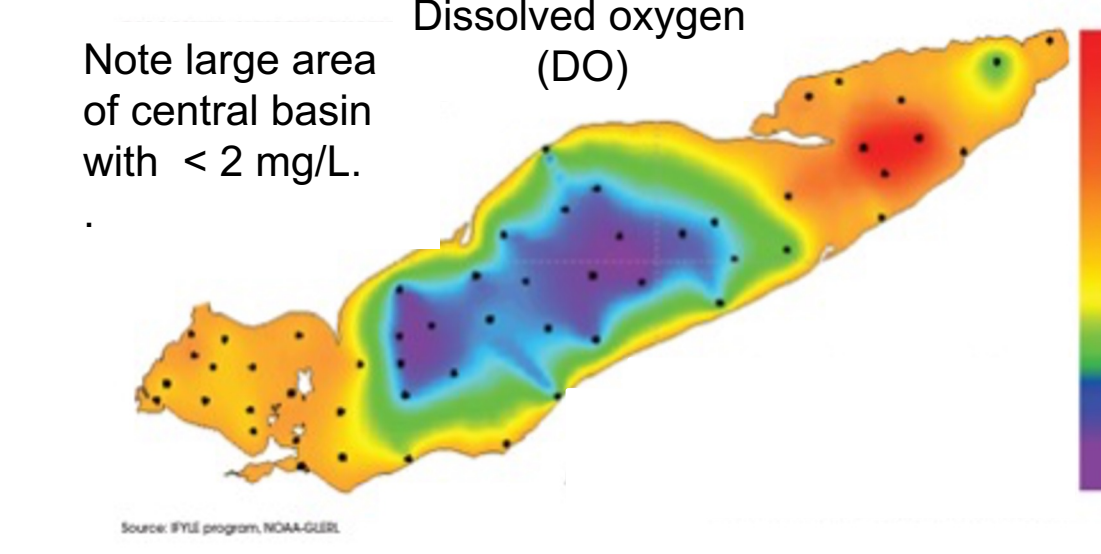 Dissolved oxygen
(DO)
Note large area
of central basin
with  < 2 mg/L.
.
Source: IFYLE program, NOAA-GLERL